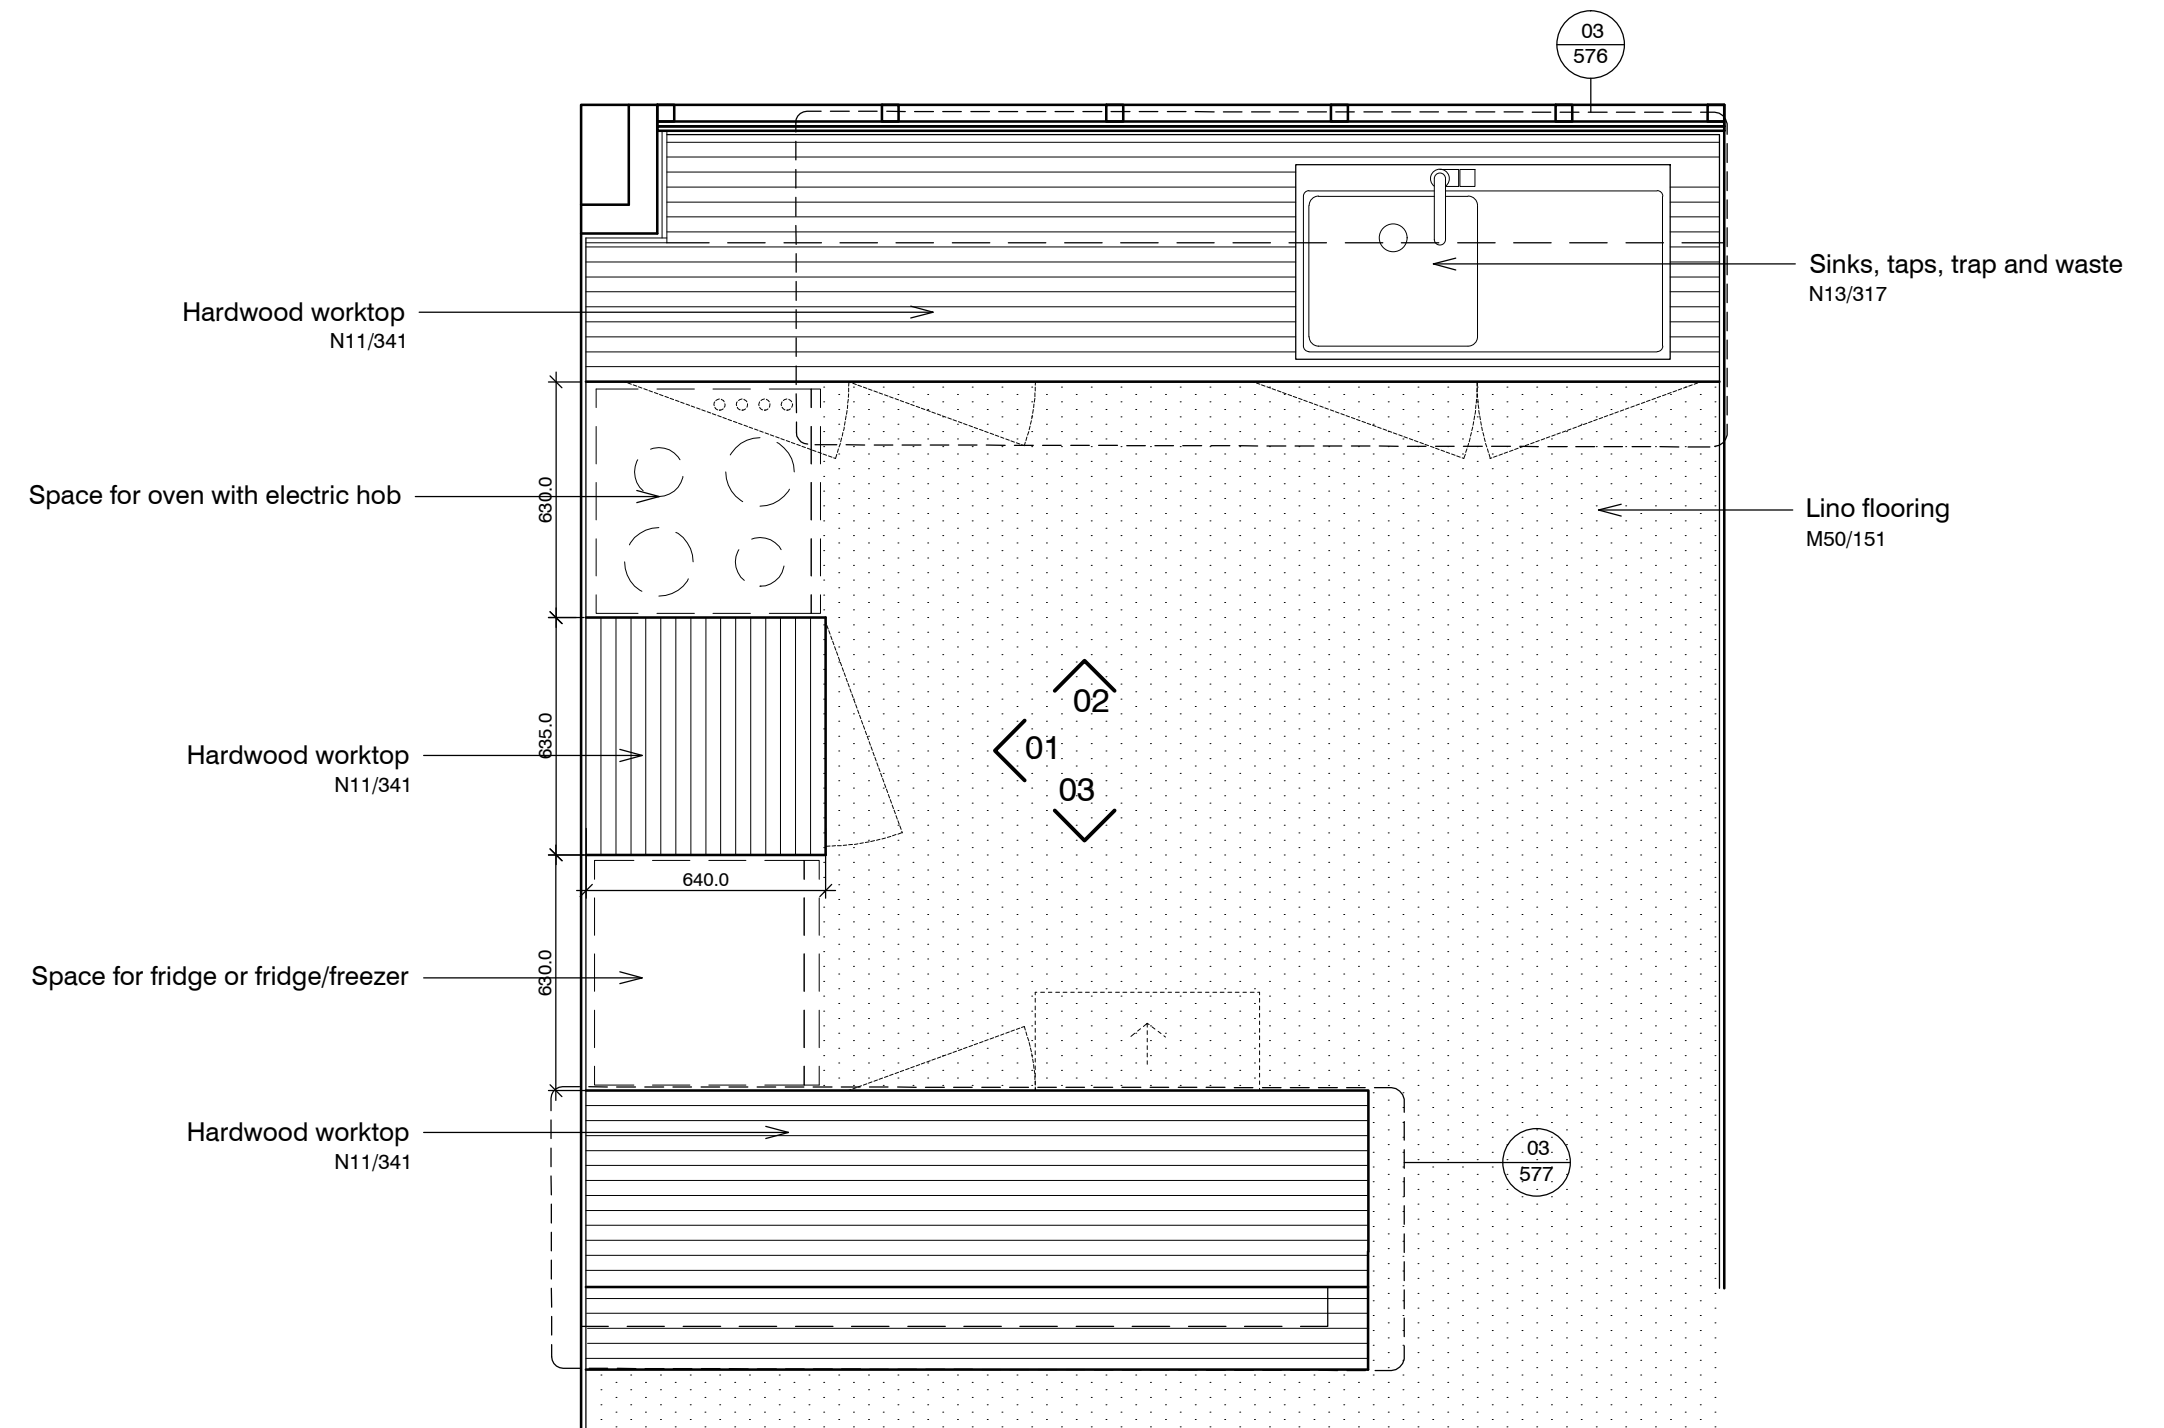 03
576
Sinks, taps, trap and waste
N13/317
Hardwood worktop
N11/341
Space for oven with electric hob
630.0
Lino flooring
M50/151
02
01
03
635.0
Hardwood worktop
N11/341
640.0
Space for fridge or fridge/freezer
630.0
Hardwood worktop
N11/341
03
577